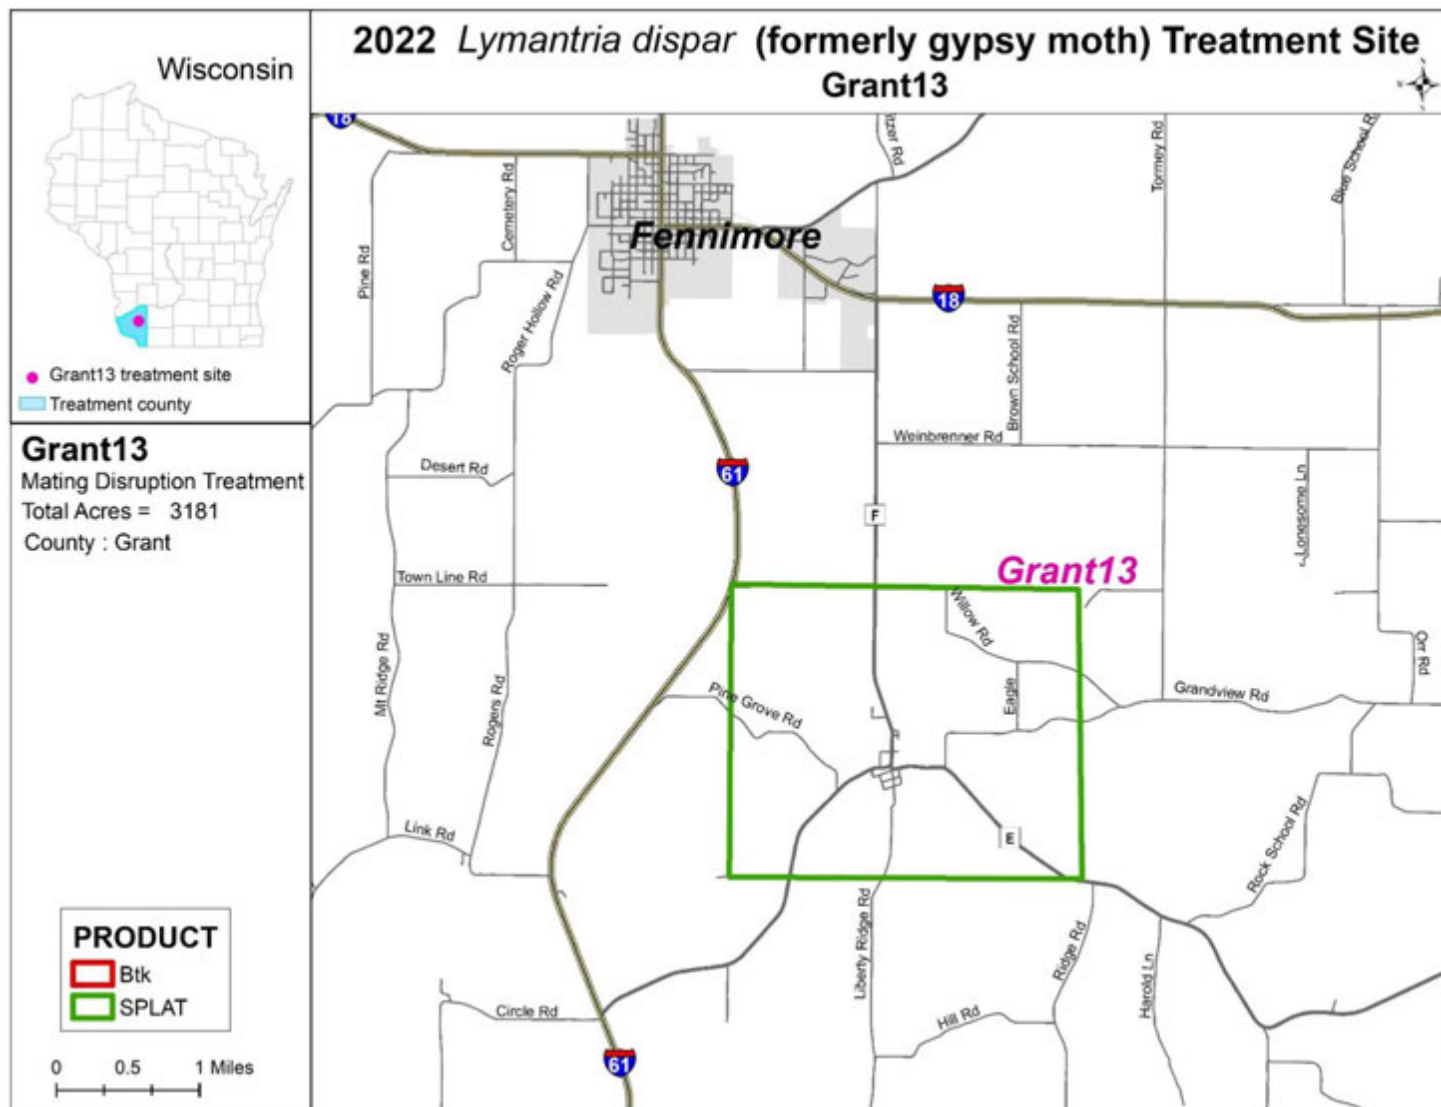 2022 Lymantria dispar (formerly gypsy moth) Treatment Site
Grant13
Wisconsin
Grant13 treatment site
Treatment county
Grant13
Mating Disruption Treatment
Total Acres = 3181
County : Grant
PRODUCT
Btk
SPLAT
0 0.5 1 Miles
18
Pine Rd
Cemetery Rd
Roger Hollow Rd
Fennimore
Tormey Rd
Blue School Rd
18
Brown School Rd
Weinbrenner Rd
Desert Rd
61
F
Lonesome Ln
Town Line Rd
Grant13
Willow Rd
Mt Ridge Rd
Rogers Rd
Pine Grove Rd
Eagle
Grandview Rd
Orr Rd
Link Rd
E
Rock School Rd
Liberty Ridge Rd
Ridge Rd
Harold Ln
Circle Rd
Hill Rd
61